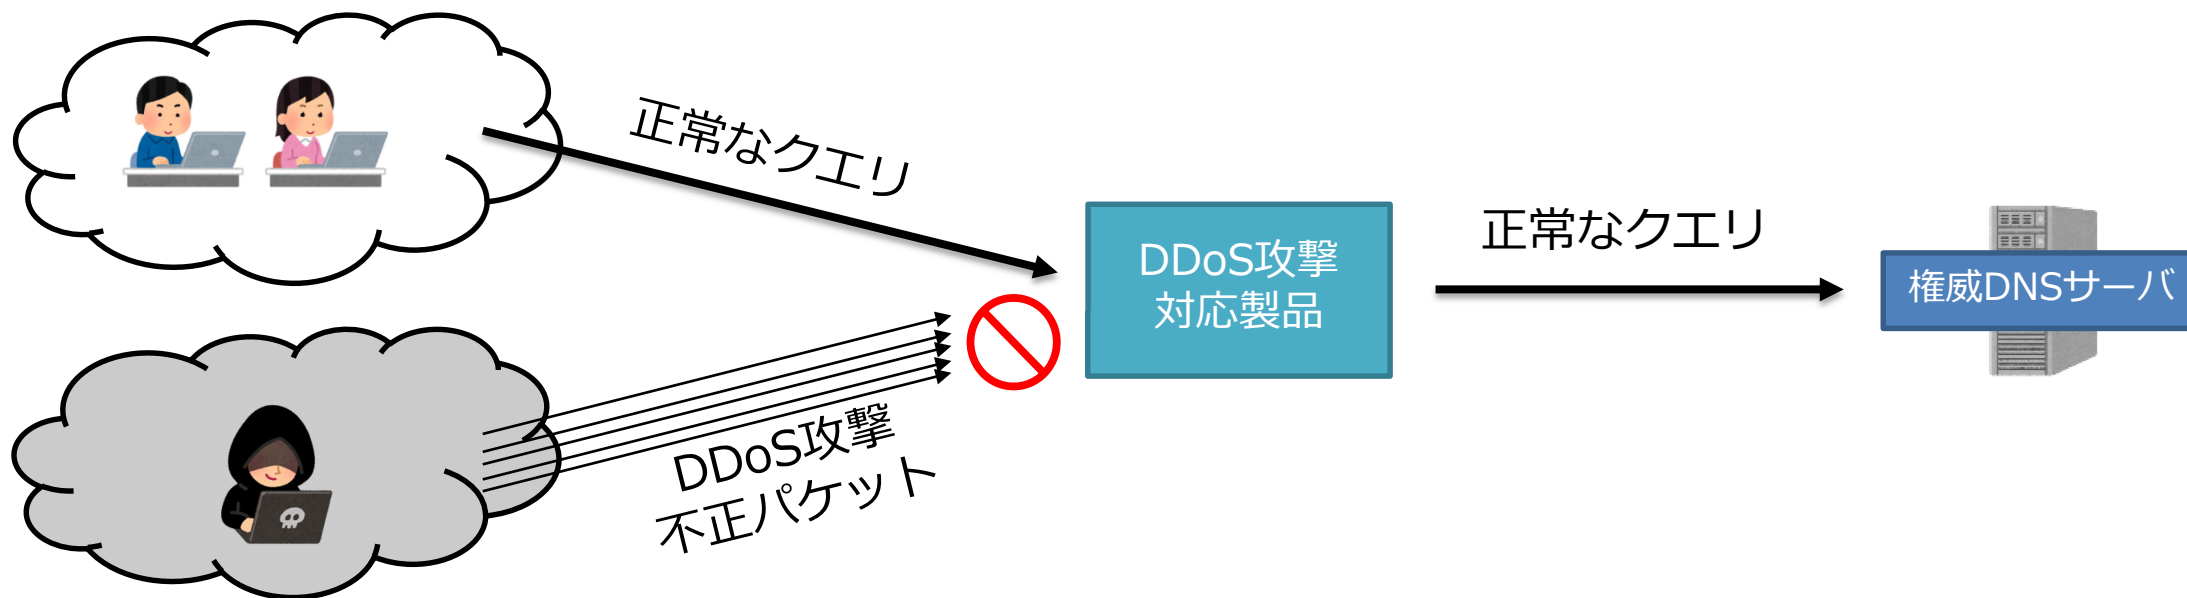 正常なクエリ
DDoS攻撃
対応製品
正常なクエリ
権威DNSサーバ
DDoS攻撃
不正パケット